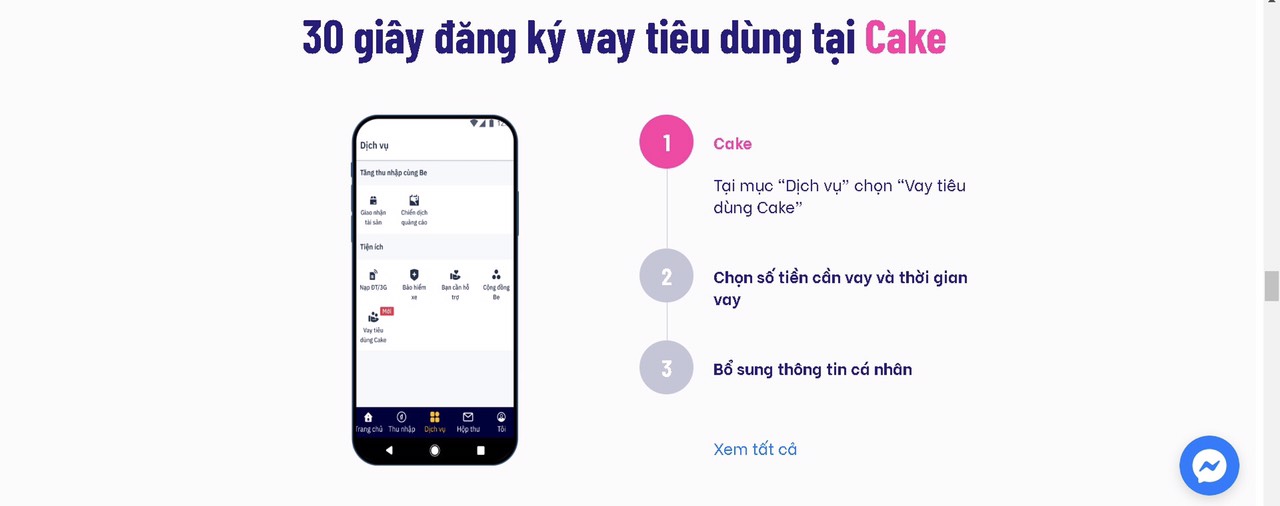 30 giây đăng ký vay tiêu dùng tại Cake
12
Dịch vụ
Tăng thu nhập cùng Be
Giao nhận tài sản
Chiến dịch quảng cáo
Tiện ích
Nạp ĐT/3G
Bảo hiểm xe
Bạn cần hỗ trợ
Cộng đồng Be
Mới
Vay tiêu dùng Cake
Trang chủ
Thu nhập
Dịch vụ
Hộp thư
Tôi
1
Cake
Tại mục “Dịch vụ” chọn “Vay tiêu
dùng Cake”
2
Chọn số tiền cần vay và thời gian
vay
3
Bổ sung thông tin cá nhân
Xem tất cả